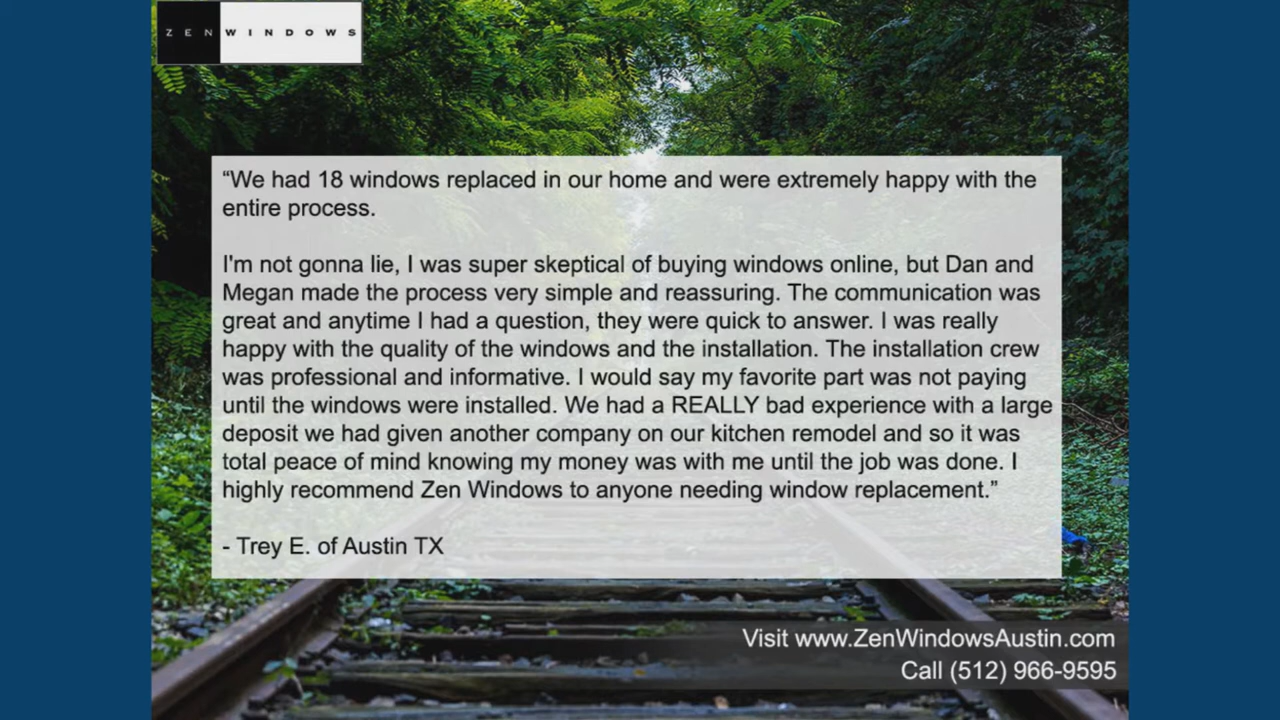 ZEN WINDOWS
“We had 18 windows replaced in our home and were extremely happy with the
entire process.
I'm not gonna lie, I was super skeptical of buying windows online, but Dan and
Megan made the process very simple and reassuring. The communication was
great and anytime I had a question, they were quick to answer. I was really
happy with the quality of the windows and the installation. The installation crew
was professional and informative. I would say my favorite part was not paying
until the windows were installed. We had a REALLY bad experience with a large
deposit we had given another company on our kitchen remodel and so it was
total peace of mind knowing my money was with me until the job was done. I
highly recommend Zen Windows to anyone needing window replacement.”
- Trey E. of Austin TX
Visit www.ZenWindowsAustin.com
Call (512) 966-9595